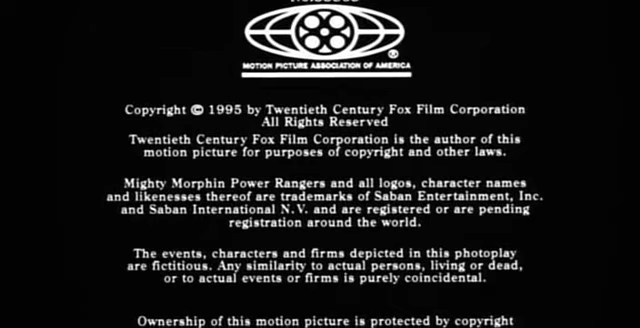 ®
MOTION PICTURE ASSOCIATION OF AMERICA
Copyright © 1995 by Twentieth Century Fox Film Corporation
All Rights Reserved
Twentieth Century Fox Film Corporation is the author of this
motion picture for purposes of copyright and other laws.
Mighty Morphin Power Rangers and all logos, character names
and likenesses thereof are trademarks of Saban Entertainment, Inc.
and Saban International N.V. and are registered or are pending
registration around the world.
The events, characters and firms depicted in this photoplay
are fictitious. Any similarity to actual persons, living or dead,
or to actual events or firms is purely coincidental.
Ownership of this motion picture is protected by copyright